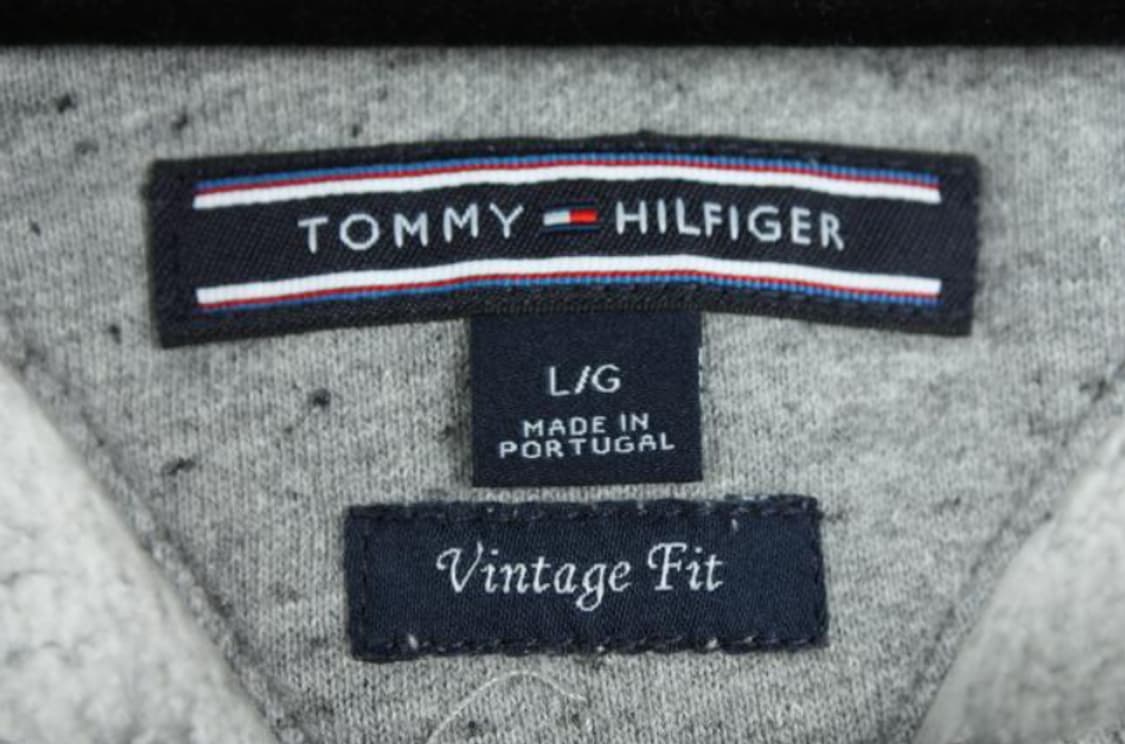 TOMMY HILFIGER
L/G
MADE IN
PORTUGAL
Vintage Fit